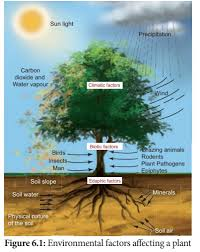 Sun light
Precipitation
Carbon
dioxide and
Water vapour
Climatic factors
Wind
Biotic factors
Birds
Insects
Man
Grazing animals
Rodents
Plant Pathogens
Epiphytes
Edaphic factors
Soil slope
Soil water
Minerals
Physical nature
of the soil
Soil air
Figure 6.1: Environmental factors affecting a plant